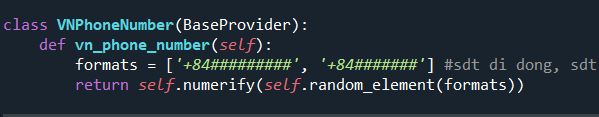 class VNPhoneNumber(BaseProvider):
    def vn_phone_number(self):
        formats = ['+84#########', '+84#######'] #sdt di dong, sdt
        return self.numerify(self.random_element(formats))